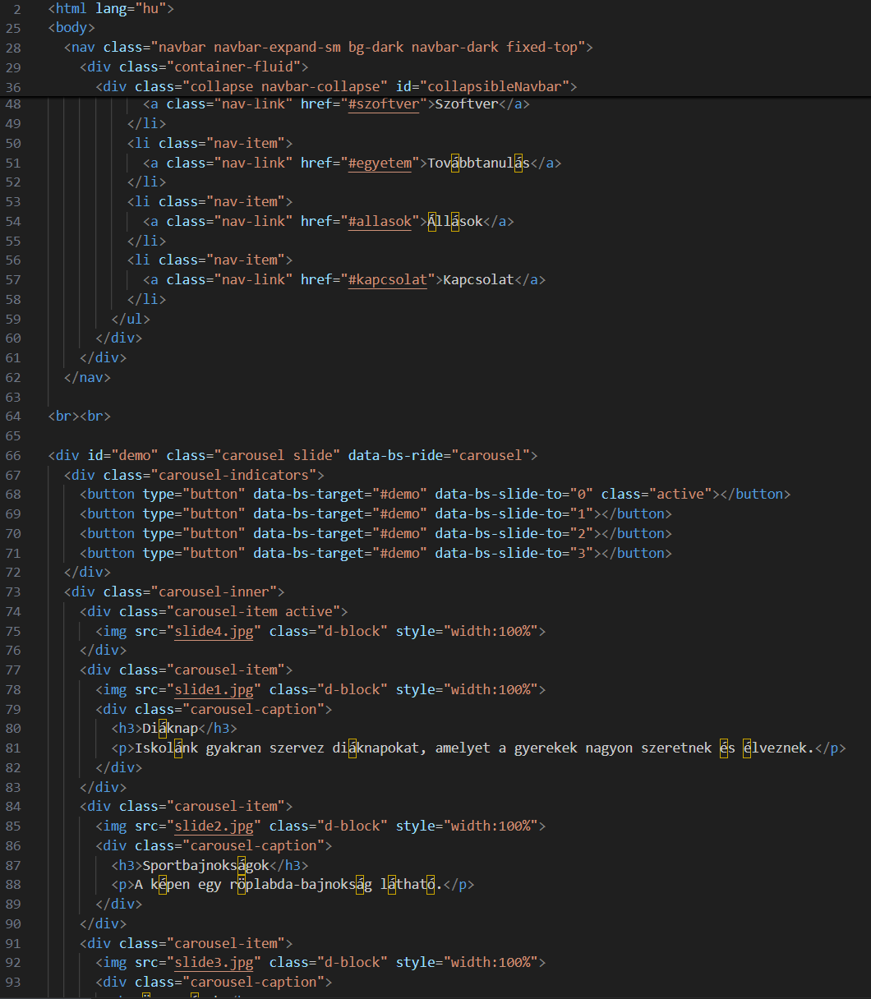 2 <html lang="hu">
25 <body>
28 <nav class="navbar navbar-expand-sm bg-dark navbar-dark fixed-top">
29 <div class="container-fluid">
36 <div class="collapse navbar-collapse" id="collapsibleNavbar">
48 <a class="nav-link" href="#szoftver">Szoftver</a>
49 </li>
50 <li class="nav-item">
51 <a class="nav-link" href="#egyetem">Továbbtanulás</a>
52 </li>
53 <li class="nav-item">
54 <a class="nav-link" href="#allasok">Állások</a>
55 </li>
56 <li class="nav-item">
57 <a class="nav-link" href="#kapcsolat">Kapcsolat</a>
58 </li>
59 </ul>
60 </div>
61 </div>
62 </nav>
63
64 <br><br>
65
66 <div id="demo" class="carousel slide" data-bs-ride="carousel">
67 <div class="carousel-indicators">
68 <button type="button" data-bs-target="#demo" data-bs-slide-to="0" class="active"></button>
69 <button type="button" data-bs-target="#demo" data-bs-slide-to="1"></button>
70 <button type="button" data-bs-target="#demo" data-bs-slide-to="2"></button>
71 <button type="button" data-bs-target="#demo" data-bs-slide-to="3"></button>
72 </div>
73 <div class="carousel-inner">
74 <div class="carousel-item active">
75 <img src="slide4.jpg" class="d-block" style="width:100%">
76 </div>
77 <div class="carousel-item">
78 <img src="slide1.jpg" class="d-block" style="width:100%">
79 <div class="carousel-caption">
80 <h3>Diáknap</h3>
81 <p>Iskolánk gyakran szervez diáknapokat, amelyet a gyerekek nagyon szeretnek és élveznek.</p>
82 </div>
83 </div>
84 <div class="carousel-item">
85 <img src="slide2.jpg" class="d-block" style="width:100%">
86 <div class="carousel-caption">
87 <h3>Sportbajnokságok</h3>
88 <p>A képen egy röplabda-bajnokság látható.</p>
89 </div>
90 </div>
91 <div class="carousel-item">
92 <img src="slide3.jpg" class="d-block" style="width:100%">
93 <div class="carousel-caption">